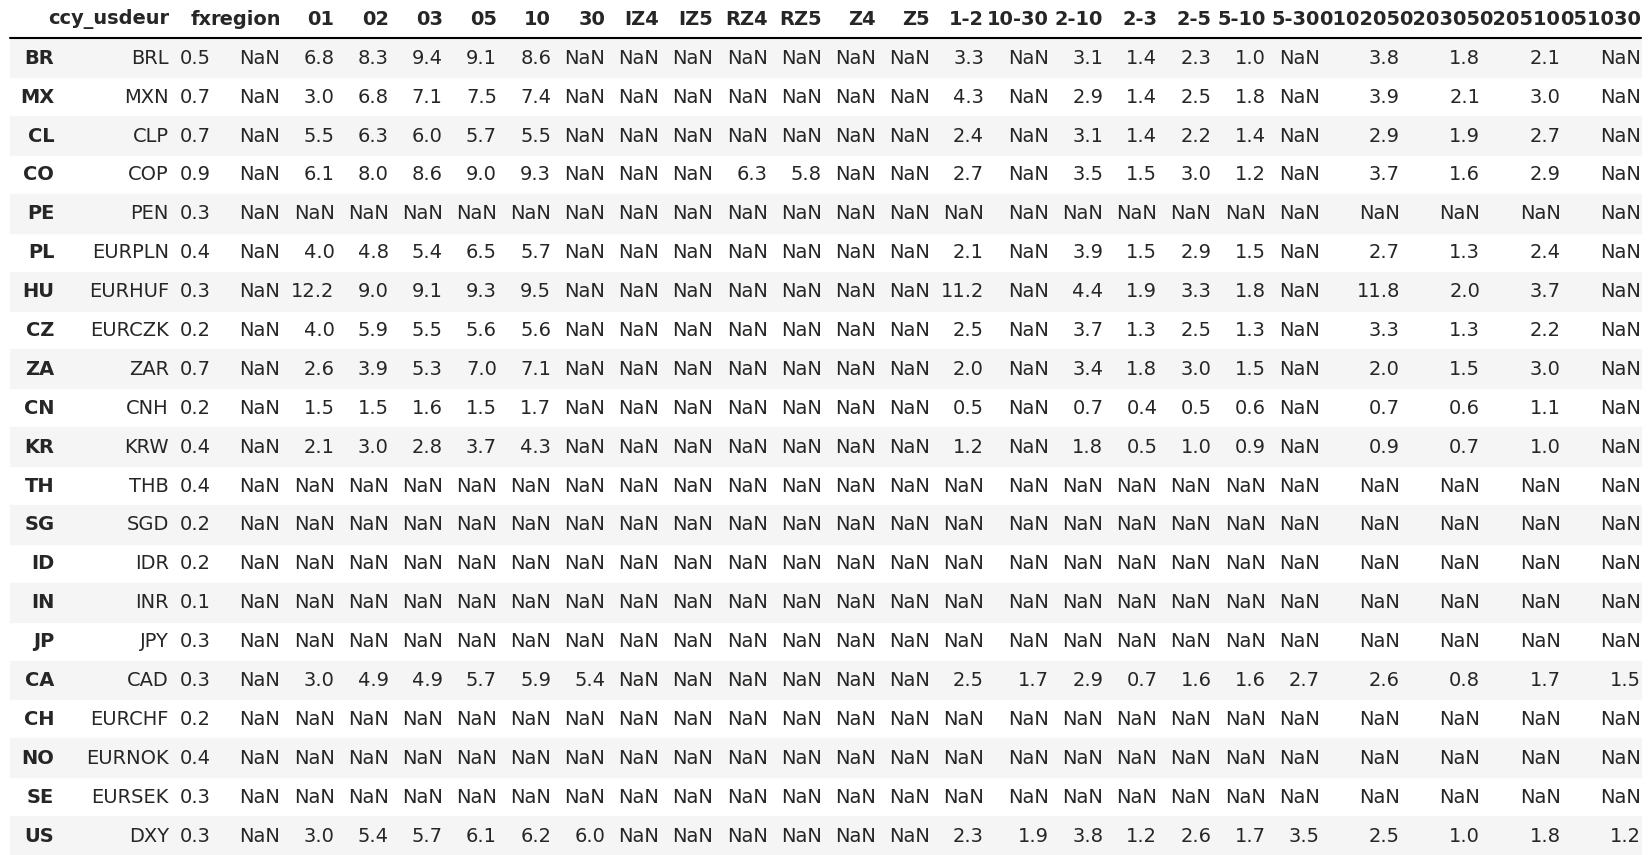 ccy_usdeur fx region 01 02 03 05 10 30 IZ4 IZ5 RZ4 RZ5 Z4 Z5 1-2 10-30 2-10 2-3 2-5 5-10 5-30 010205 0203050 20510 051030
BR BRL 0.5 NaN 6.8 8.3 9.4 9.1 8.6 NaN NaN NaN NaN NaN NaN NaN 3.3 NaN 3.1 1.4 2.3 1.0 NaN 3.8 1.8 2.1 NaN
MX MXN 0.7 NaN 3.0 6.8 7.1 7.5 7.4 NaN NaN NaN NaN NaN NaN NaN 4.3 NaN 2.9 1.4 2.5 1.8 NaN 3.9 2.1 3.0 NaN
CL CLP 0.7 NaN 5.5 6.3 6.0 5.7 5.5 NaN NaN NaN NaN NaN NaN NaN 2.4 NaN 3.1 1.4 2.2 1.4 NaN 2.9 1.9 2.7 NaN
CO COP 0.9 NaN 6.1 8.0 8.6 9.0 9.3 NaN NaN NaN 6.3 5.8 NaN NaN 2.7 NaN 3.5 1.5 3.0 1.2 NaN 3.7 1.6 2.9 NaN
PE PEN 0.3 NaN NaN NaN NaN NaN NaN NaN NaN NaN NaN NaN NaN NaN NaN NaN NaN NaN NaN NaN NaN NaN NaN NaN NaN
PL EURPLN 0.4 NaN 4.0 4.8 5.4 6.5 5.7 NaN NaN NaN NaN NaN NaN NaN 2.1 NaN 3.9 1.5 2.9 1.5 NaN 2.7 1.3 2.4 NaN
HU EURHUF 0.3 NaN 12.2 9.0 9.1 9.3 9.5 NaN NaN NaN NaN NaN NaN NaN 11.2 NaN 4.4 1.9 3.3 1.8 NaN 11.8 2.0 3.7 NaN
CZ EURCZK 0.2 NaN 4.0 5.9 5.5 5.6 5.6 NaN NaN NaN NaN NaN NaN NaN 2.5 NaN 3.7 1.3 2.5 1.3 NaN 3.3 1.3 2.2 NaN
ZA ZAR 0.7 NaN 2.6 3.9 5.3 7.0 7.1 NaN NaN NaN NaN NaN NaN NaN 2.0 NaN 3.4 1.8 3.0 1.5 NaN 2.0 1.5 3.0 NaN
CN CNH 0.2 NaN 1.5 1.5 1.6 1.5 1.7 NaN NaN NaN NaN NaN NaN NaN 0.5 NaN 0.7 0.4 0.5 0.6 NaN 0.7 0.6 1.1 NaN
KR KRW 0.4 NaN 2.1 3.0 2.8 3.7 4.3 NaN NaN NaN NaN NaN NaN NaN 1.2 NaN 1.8 0.5 1.0 0.9 NaN 0.9 0.7 1.0 NaN
TH THB 0.4 NaN NaN NaN NaN NaN NaN NaN NaN NaN NaN NaN NaN NaN NaN NaN NaN NaN NaN NaN NaN NaN NaN NaN NaN
SG SGD 0.2 NaN NaN NaN NaN NaN NaN NaN NaN NaN NaN NaN NaN NaN NaN NaN NaN NaN NaN NaN NaN NaN NaN NaN NaN
ID IDR 0.2 NaN NaN NaN NaN NaN NaN NaN NaN NaN NaN NaN NaN NaN NaN NaN NaN NaN NaN NaN NaN NaN NaN NaN NaN
IN INR 0.1 NaN NaN NaN NaN NaN NaN NaN NaN NaN NaN NaN NaN NaN NaN NaN NaN NaN NaN NaN NaN NaN NaN NaN NaN
JP JPY 0.3 NaN NaN NaN NaN NaN NaN NaN NaN NaN NaN NaN NaN NaN NaN NaN NaN NaN NaN NaN NaN NaN NaN NaN NaN
CA CAD 0.3 NaN 3.0 4.9 4.9 5.7 5.9 5.4 NaN NaN NaN NaN NaN NaN 2.5 1.7 2.9 0.7 1.6 1.6 2.7 2.6 0.8 1.7 1.5
CH EURCHF 0.2 NaN NaN NaN NaN NaN NaN NaN NaN NaN NaN NaN NaN NaN NaN NaN NaN NaN NaN NaN NaN NaN NaN NaN NaN
NO EURNOK 0.4 NaN NaN NaN NaN NaN NaN NaN NaN NaN NaN NaN NaN NaN NaN NaN NaN NaN NaN NaN NaN NaN NaN NaN NaN
SE EURSEK 0.3 NaN NaN NaN NaN NaN NaN NaN NaN NaN NaN NaN NaN NaN NaN NaN NaN NaN NaN NaN NaN NaN NaN NaN NaN
US DXY 0.3 NaN 3.0 5.4 5.7 6.1 6.2 6.0 NaN NaN NaN NaN NaN NaN 2.3 1.9 3.8 1.2 2.6 1.7 3.5 2.5 1.0 1.8 1.2